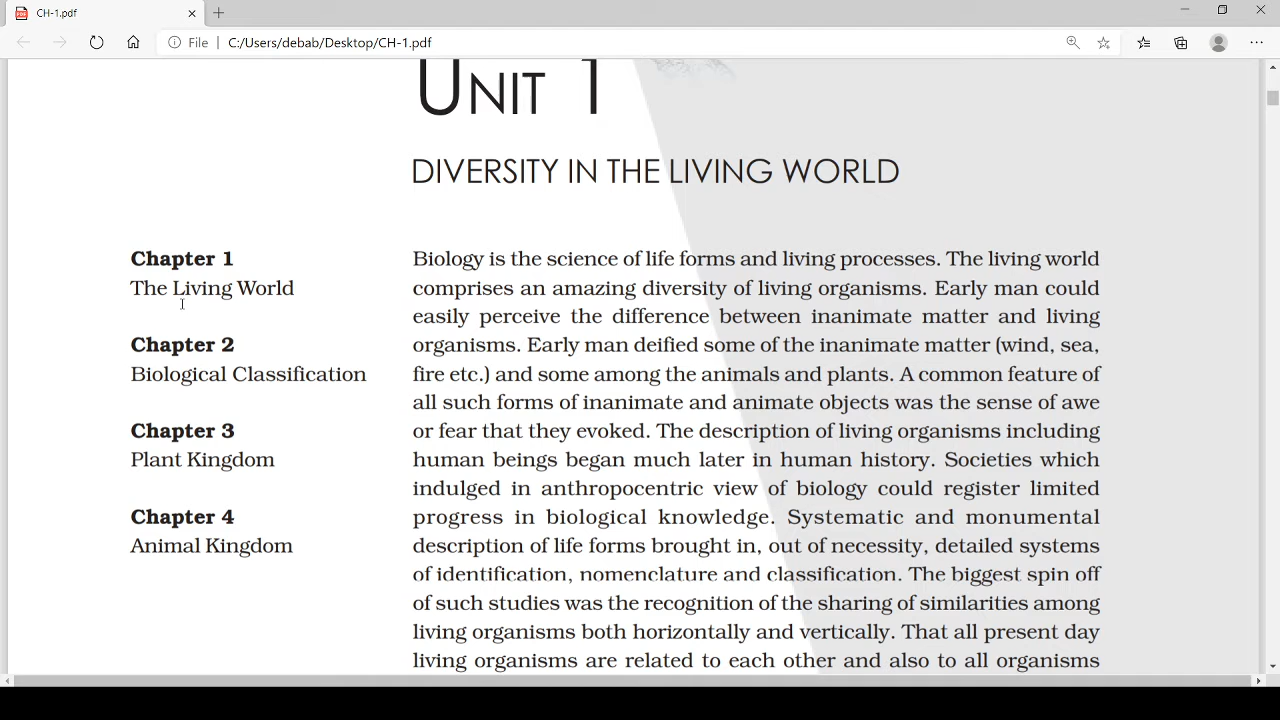 CH-1.pdf
File
C:/Users/debab/Desktop/CH-1.pdf
UNIT 1
DIVERSITY IN THE LIVING WORLD
Chapter 1
The Living World
Chapter 2
Biological Classification
Chapter 3
Plant Kingdom
Chapter 4
Animal Kingdom
Biology is the science of life forms and living processes. The living world
comprises an amazing diversity of living organisms. Early man could
easily perceive the difference between inanimate matter and living
organisms. Early man deified some of the inanimate matter (wind, sea,
fire etc.) and some among the animals and plants. A common feature of
all such forms of inanimate and animate objects was the sense of awe
or fear that they evoked. The description of living organisms including
human beings began much later in human history. Societies which
indulged in anthropocentric view of biology could register limited
progress in biological knowledge. Systematic and monumental
description of life forms brought in, out of necessity, detailed systems
of identification, nomenclature and classification. The biggest spin off
of such studies was the recognition of the sharing of similarities among
living organisms both horizontally and vertically. That all present day
living organisms are related to each other and also to all organisms